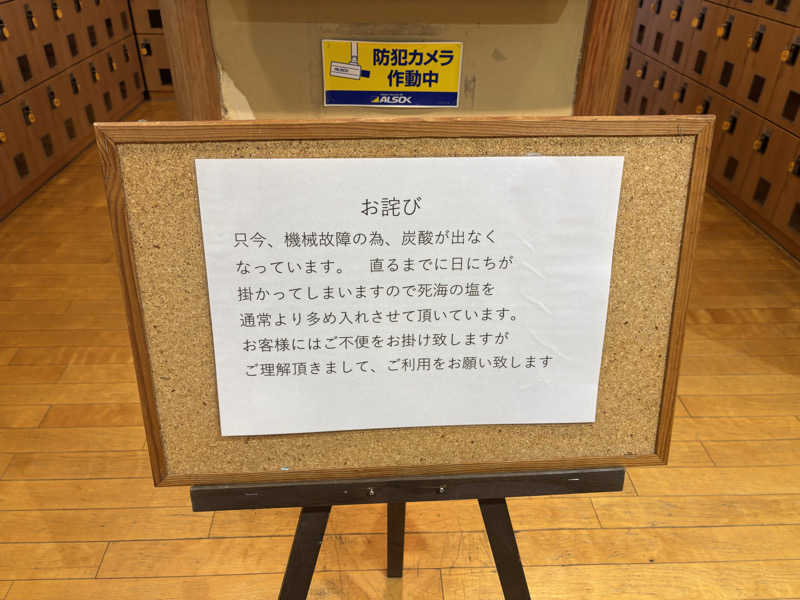 防犯カメラ
作動中
ALSOK
お詫び
只今、機械故障の為、炭酸が出なく
なっています。　直るまでに日にちが
掛かってしまいますので死海の塩を
通常より多め入れさせて頂いています。
お客様にはご不便をお掛け致しますが
ご理解頂きまして、ご利用をお願い致します